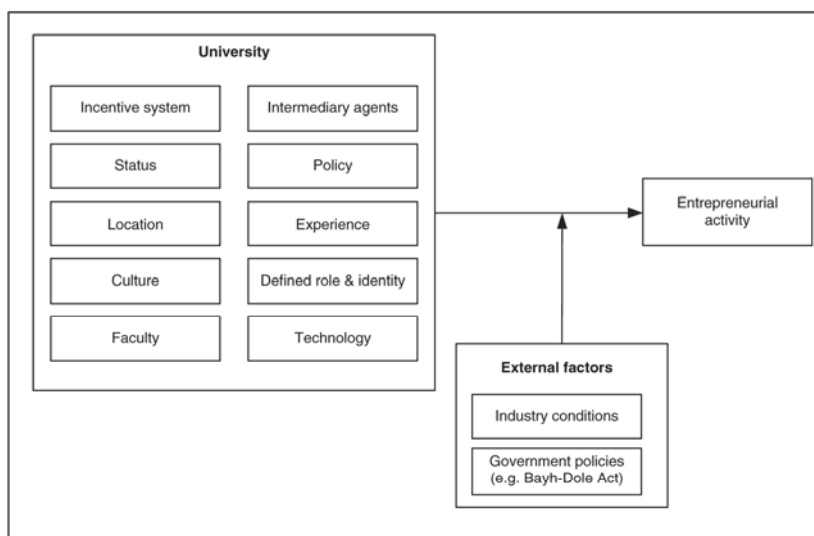 University
Incentive system
Intermediary agents
Status
Policy
Location
Experience
Culture
Defined role & identity
Faculty
Technology
Entrepreneurial
activity
External factors
Industry conditions
Government policies
(e.g. Bayh-Dole Act)